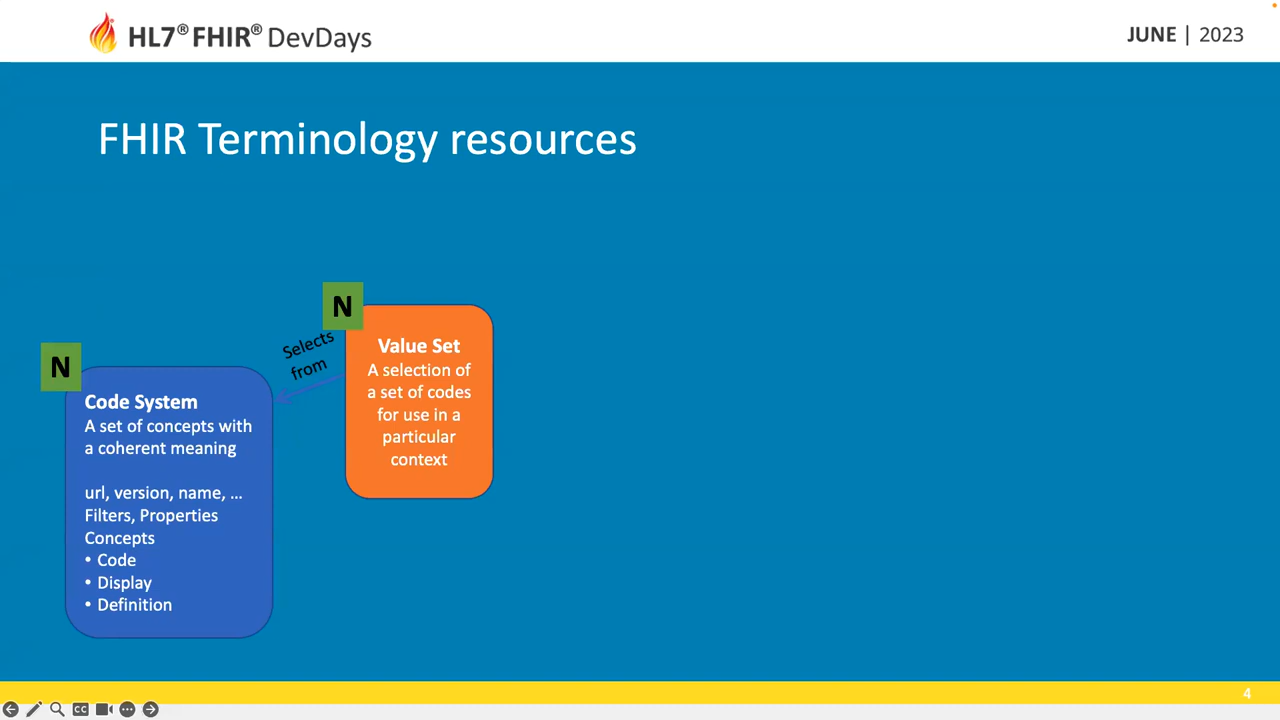 HL7® FHIR® DevDays
JUNE | 2023
FHIR Terminology resources
N
Value Set
A selection of
a set of codes
for use in a
particular
context
Selects
from
N
Code System
A set of concepts with
a coherent meaning
url, version, name, ...
Filters, Properties
Concepts
• Code
• Display
• Definition
4
CC